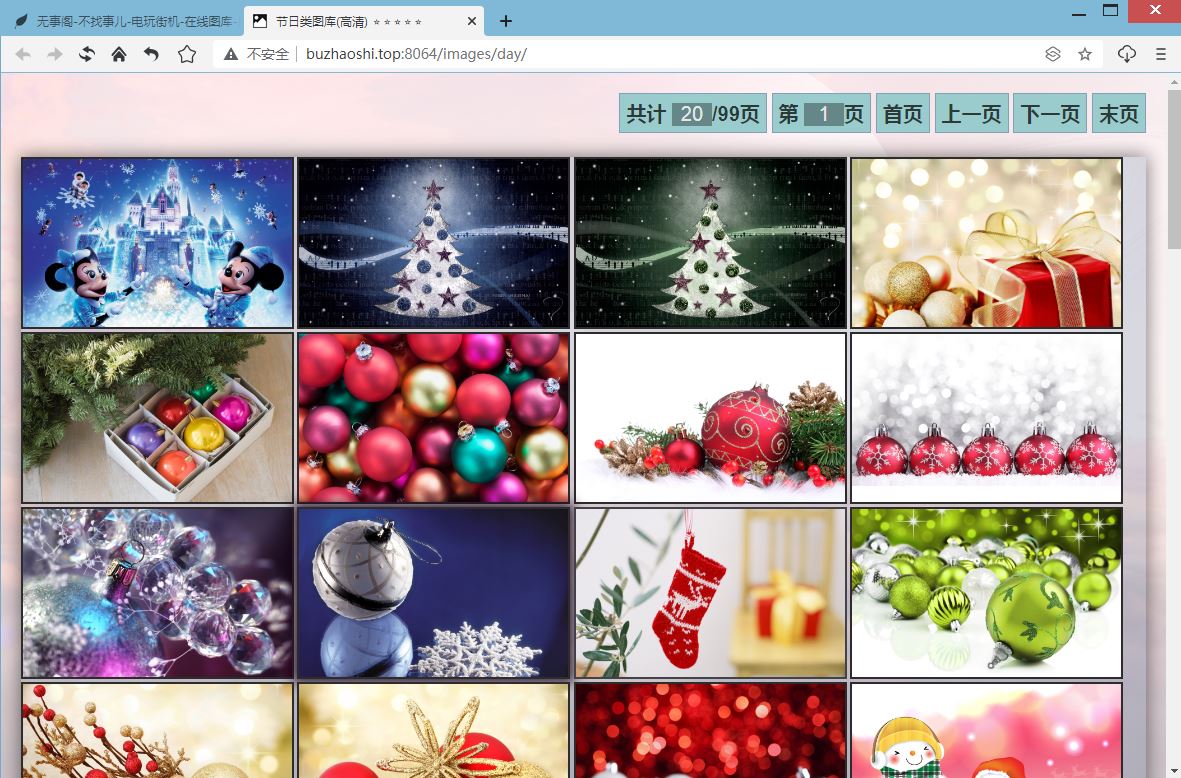 无事阁-不找事儿-电玩街机-在线图库-
节日类图库(高清) ⭐⭐⭐⭐⭐
不安全 buzhaoshi.top:8064/images/day/
共计 20 /99页 第 1 页 首页 上一页 下一页 末页